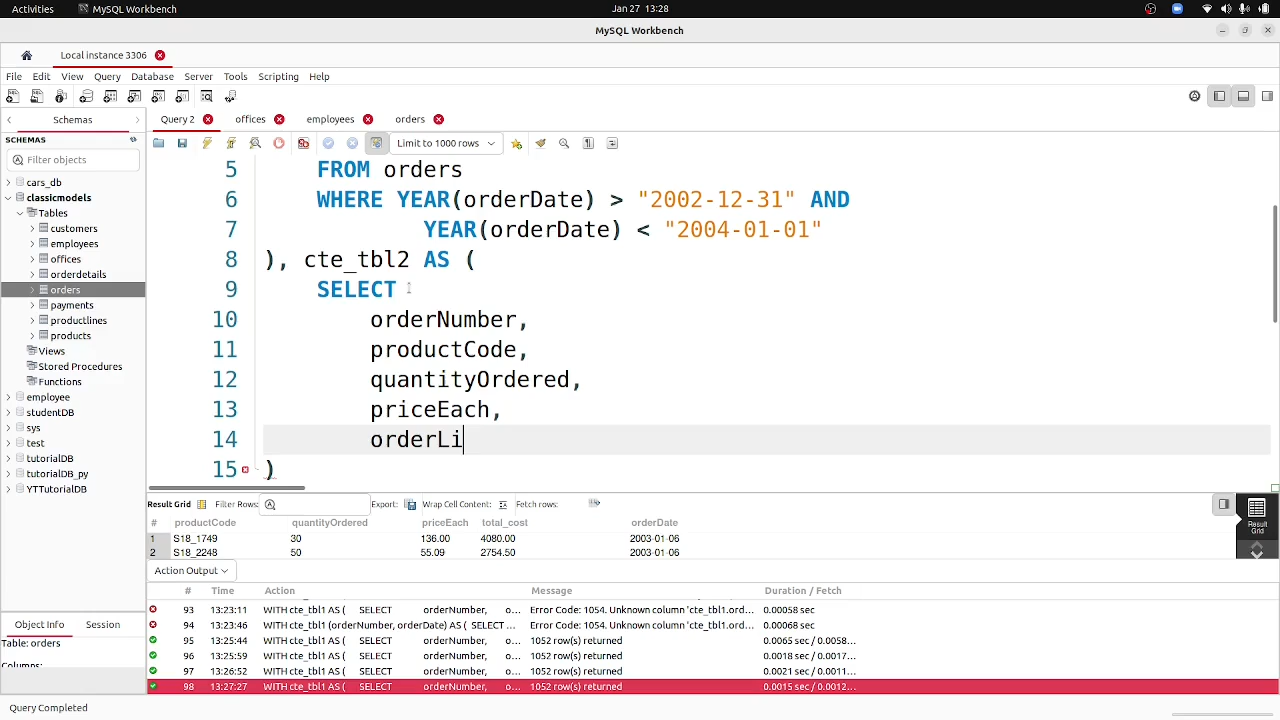 Activities MySQL Workbench Jan 27 13:28
MySQL Workbench
Local instance 3306
File Edit View Query Database Server Tools Scripting Help
Schemas Query 2 offices employees orders
SCHEMAS
Limit to 1000 rows
Filter objects
cars_db
classicmodels
Tables
customers
employees
offices
orderdetails
orders
payments
productlines
products
Views
Stored Procedures
Functions
employee
studentDB
sys
test
tutorialDB
tutorialDB_py
YTTutorialDB
5 FROM orders
6 WHERE YEAR(orderDate) > "2002-12-31" AND
7 YEAR(orderDate) < "2004-01-01"
8 ), cte_tbl2 AS (
9 SELECT
10 orderNumber,
11 productCode,
12 quantityOrdered,
13 priceEach,
14 orderLi
15 )
Result Grid Filter Rows: Export: Wrap Cell Content: Fetch rows:
# productCode quantityOrdered priceEach total_cost orderDate
1 S18_1749 30 136.00 4080.00 2003-01-06
2 S18_2248 50 55.09 2754.50 2003-01-06
Result Grid
Action Output
# Time Action Message Duration / Fetch
93 13:23:11 WITH cte_tbl1 AS ( SELECT orderNumber, o... Error Code: 1054. Unknown column 'cte_tbl1.ord... 0.00058 sec
94 13:23:46 WITH cte_tbl1 (orderNumber, orderDate) AS ( SELECT ... Error Code: 1054. Unknown column 'cte_tbl1.ord... 0.00068 sec
95 13:25:44 WITH cte_tbl1 AS ( SELECT orderNumber, o... 1052 row(s) returned 0.0065 sec / 0.0058...
96 13:25:59 WITH cte_tbl1 AS ( SELECT orderNumber, o... 1052 row(s) returned 0.0018 sec / 0.0017...
97 13:26:52 WITH cte_tbl1 AS ( SELECT orderNumber, o... 1052 row(s) returned 0.0021 sec / 0.0011...
98 13:27:27 WITH cte_tbl1 AS ( SELECT orderNumber, o... 1052 row(s) returned 0.0015 sec / 0.0012...
Object Info Session
Table: orders
Columns:
Query Completed